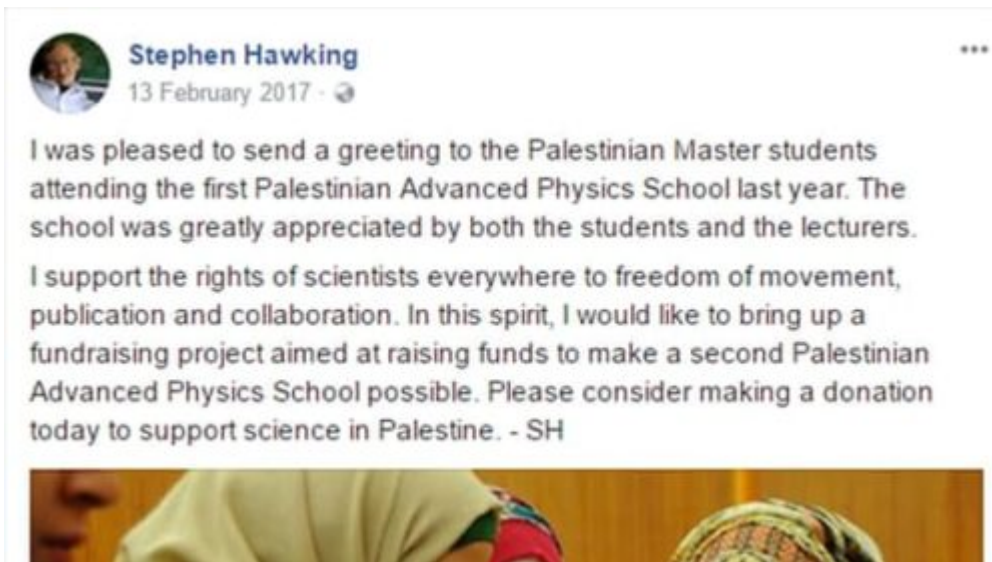 Stephen Hawking
13 February 2017 ·
I was pleased to send a greeting to the Palestinian Master students
attending the first Palestinian Advanced Physics School last year. The
school was greatly appreciated by both the students and the lecturers.
I support the rights of scientists everywhere to freedom of movement,
publication and collaboration. In this spirit, I would like to bring up a
fundraising project aimed at raising funds to make a second Palestinian
Advanced Physics School possible. Please consider making a donation
today to support science in Palestine. - SH